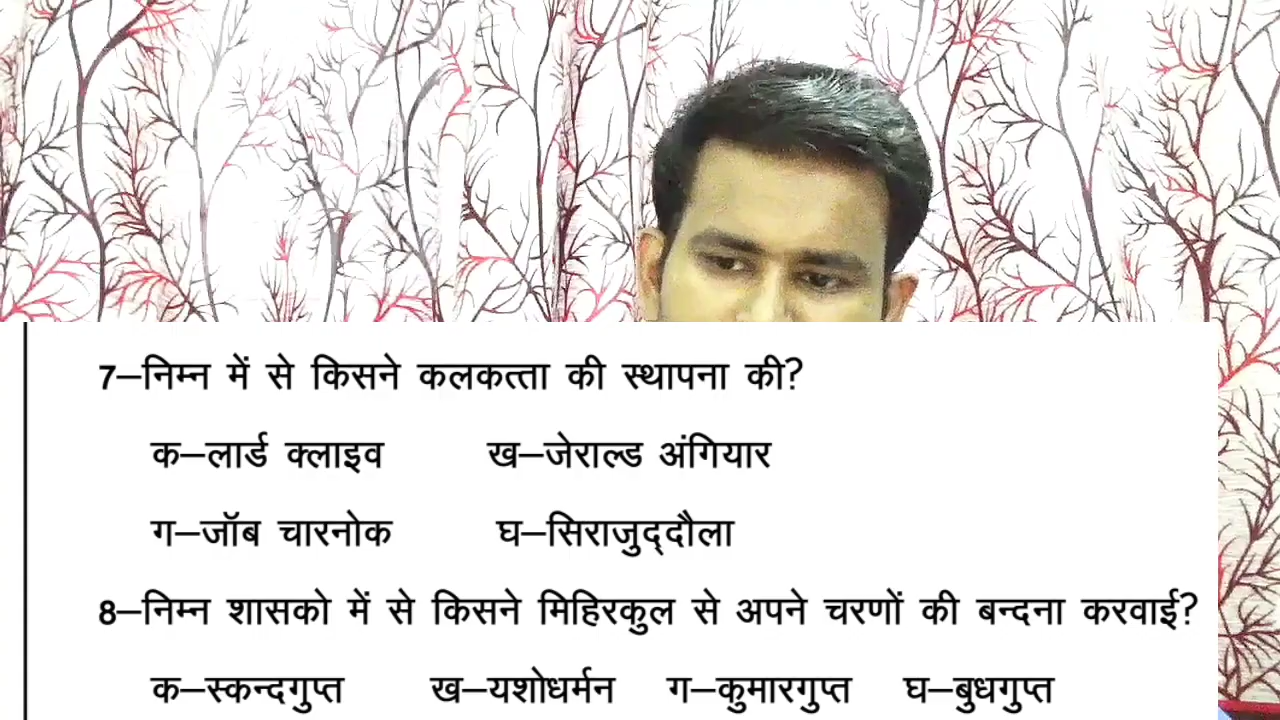 7–निम्न में से किसने कलकत्ता की स्थापना की?
क–लार्ड क्लाइव ख–जेराल्ड अंगियार
ग–जॉब चारनोक घ–सिराजुद्दौला
8–निम्न शासको में से किसने मिहिरकुल से अपने चरणों की बन्दना करवाई?
क–स्कन्दगुप्त ख–यशोधर्मन ग–कुमारगुप्त घ–बुधगुप्त